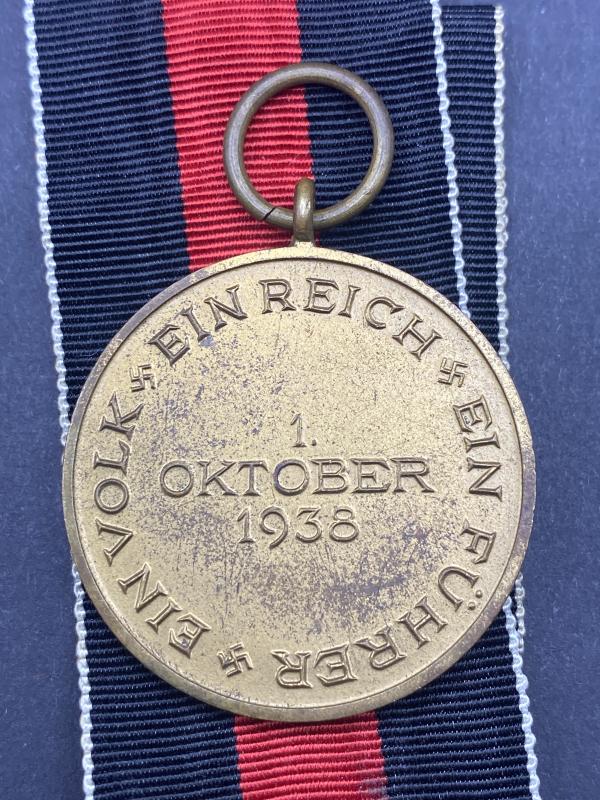 EIN VOLK EIN REICH EIN FÜHRER
1.
OKTOBER
1938